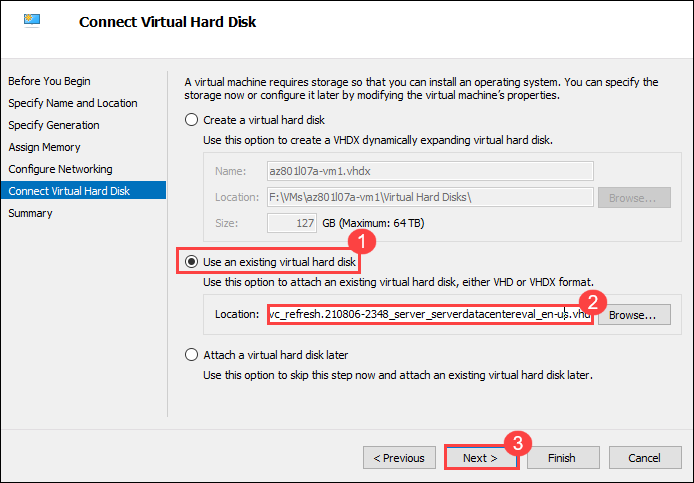 Connect Virtual Hard Disk
Before You Begin
Specify Name and Location
Specify Generation
Assign Memory
Configure Networking
Connect Virtual Hard Disk
Summary
A virtual machine requires storage so that you can install an operating system. You can specify the
storage now or configure it later by modifying the virtual machine's properties.
Create a virtual hard disk
Use this option to create a VHDX dynamically expanding virtual hard disk.
Name: az801l07a-vm1.vhdx
Location: F:\VMs\az801l07a-vm1\Virtual Hard Disks\ Browse...
Size: 127 GB (Maximum: 64 TB)
1
Use an existing virtual hard disk
Use this option to attach an existing virtual hard disk, either VHD or VHDX format.
2
Location: vc_refresh.210806-2348_server_serverdatacentereval_en-us.vhd Browse...
Attach a virtual hard disk later
Use this option to skip this step now and attach an existing virtual hard disk later.
3
< Previous Next > Finish Cancel